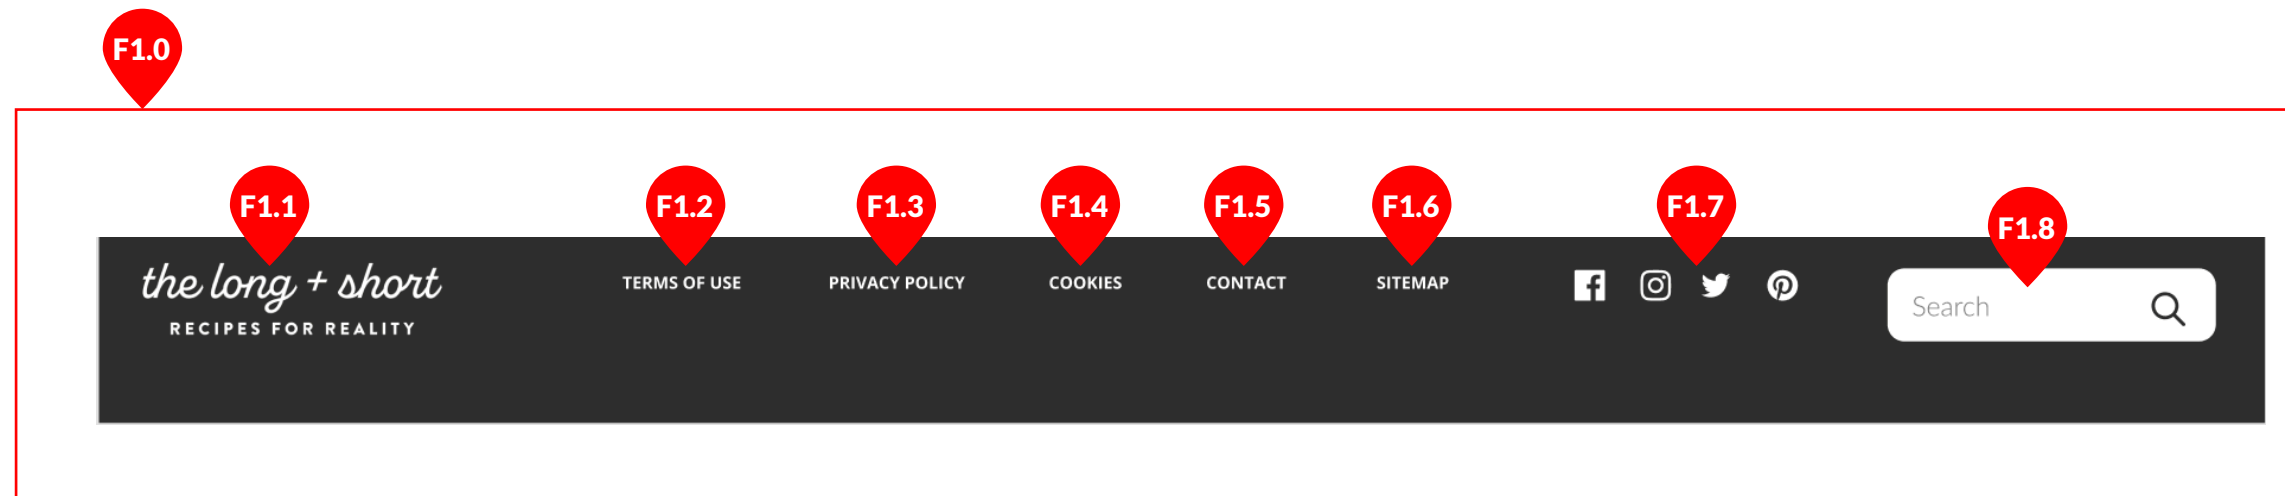 F1.0
F1.1 F1.2 F1.3 F1.4 F1.5 F1.6 F1.7 F1.8
the long + short
RECIPES FOR REALITY
TERMS OF USE PRIVACY POLICY COOKIES CONTACT SITEMAP
Search